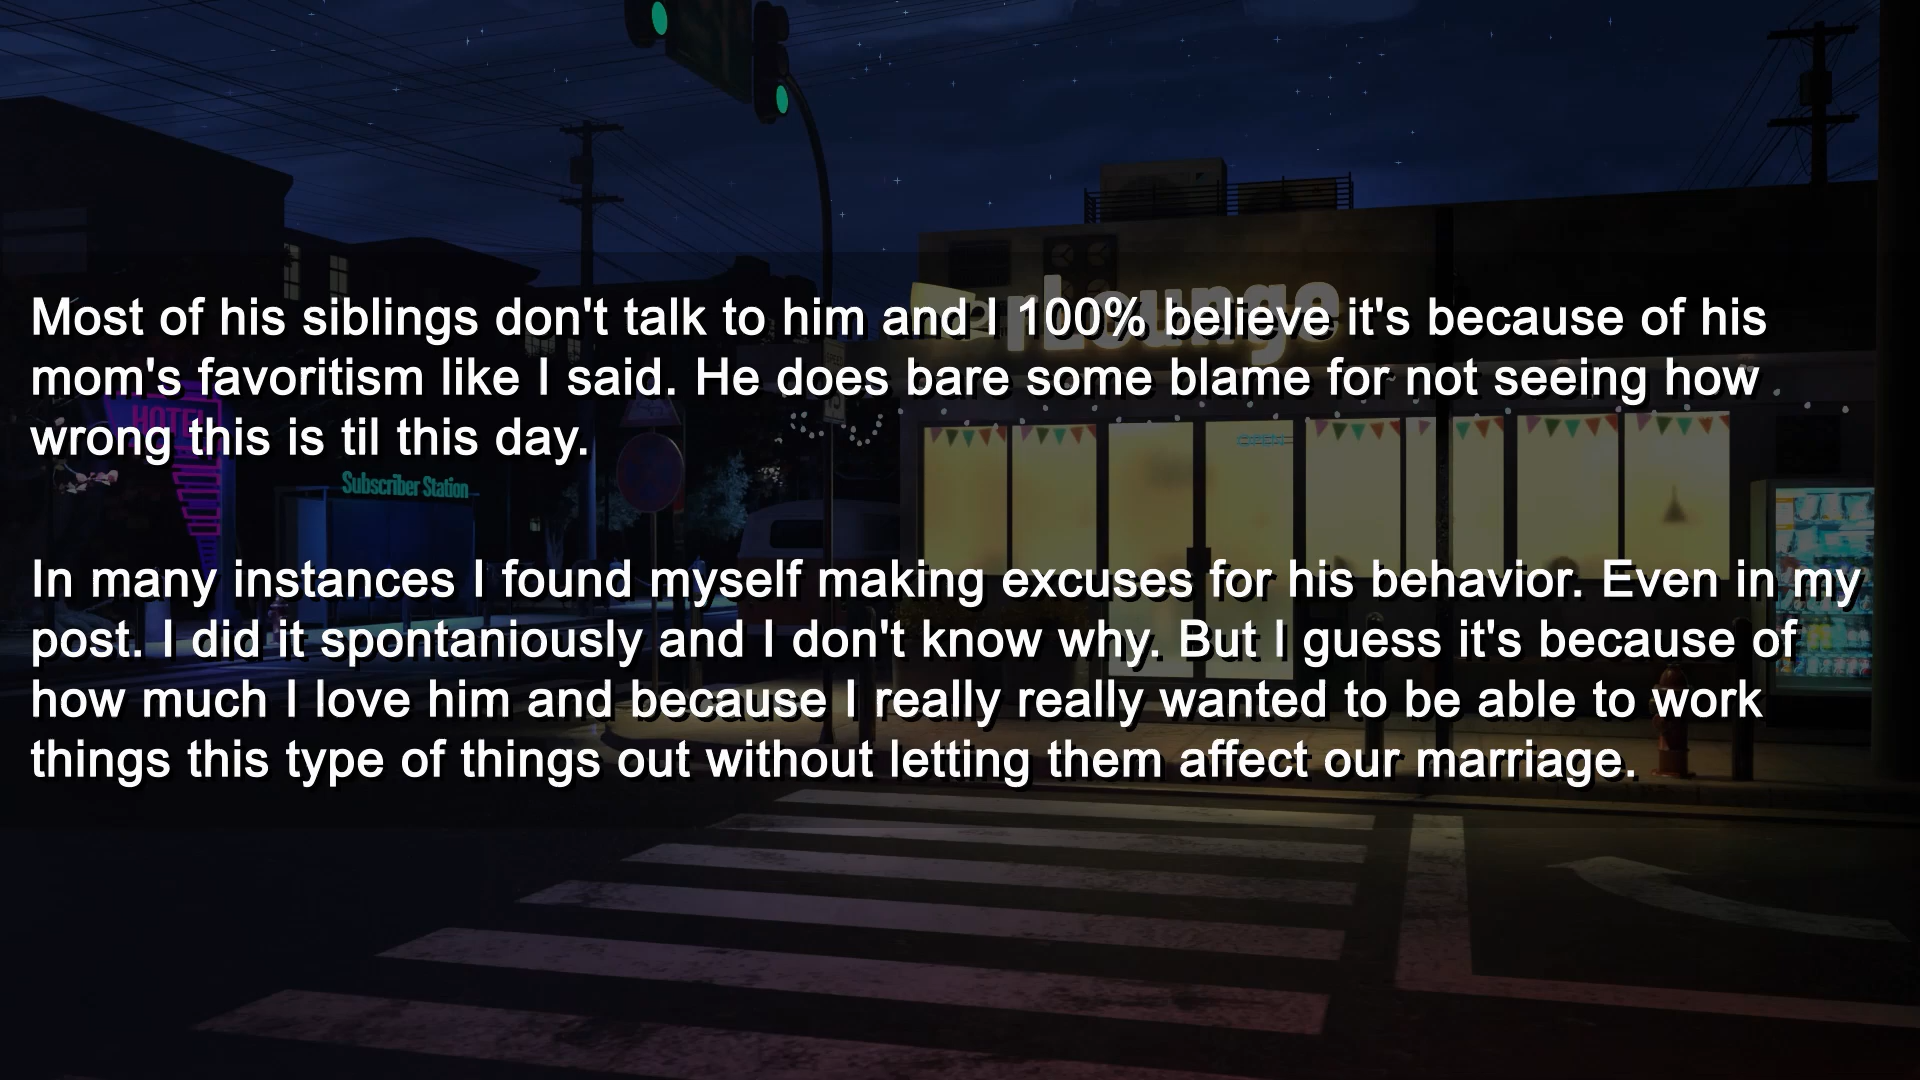 Most of his siblings don't talk to him and I 100% believe it's because of his
mom's favoritism like I said. He does bare some blame for not seeing how
wrong this is til this day.
In many instances I found myself making excuses for his behavior. Even in my
post. I did it spontaniously and I don't know why. But I guess it's because of
how much I love him and because I really really wanted to be able to work
things this type of things out without letting them affect our marriage.
Lounge
HOTEL
OPEN
Subscriber Station